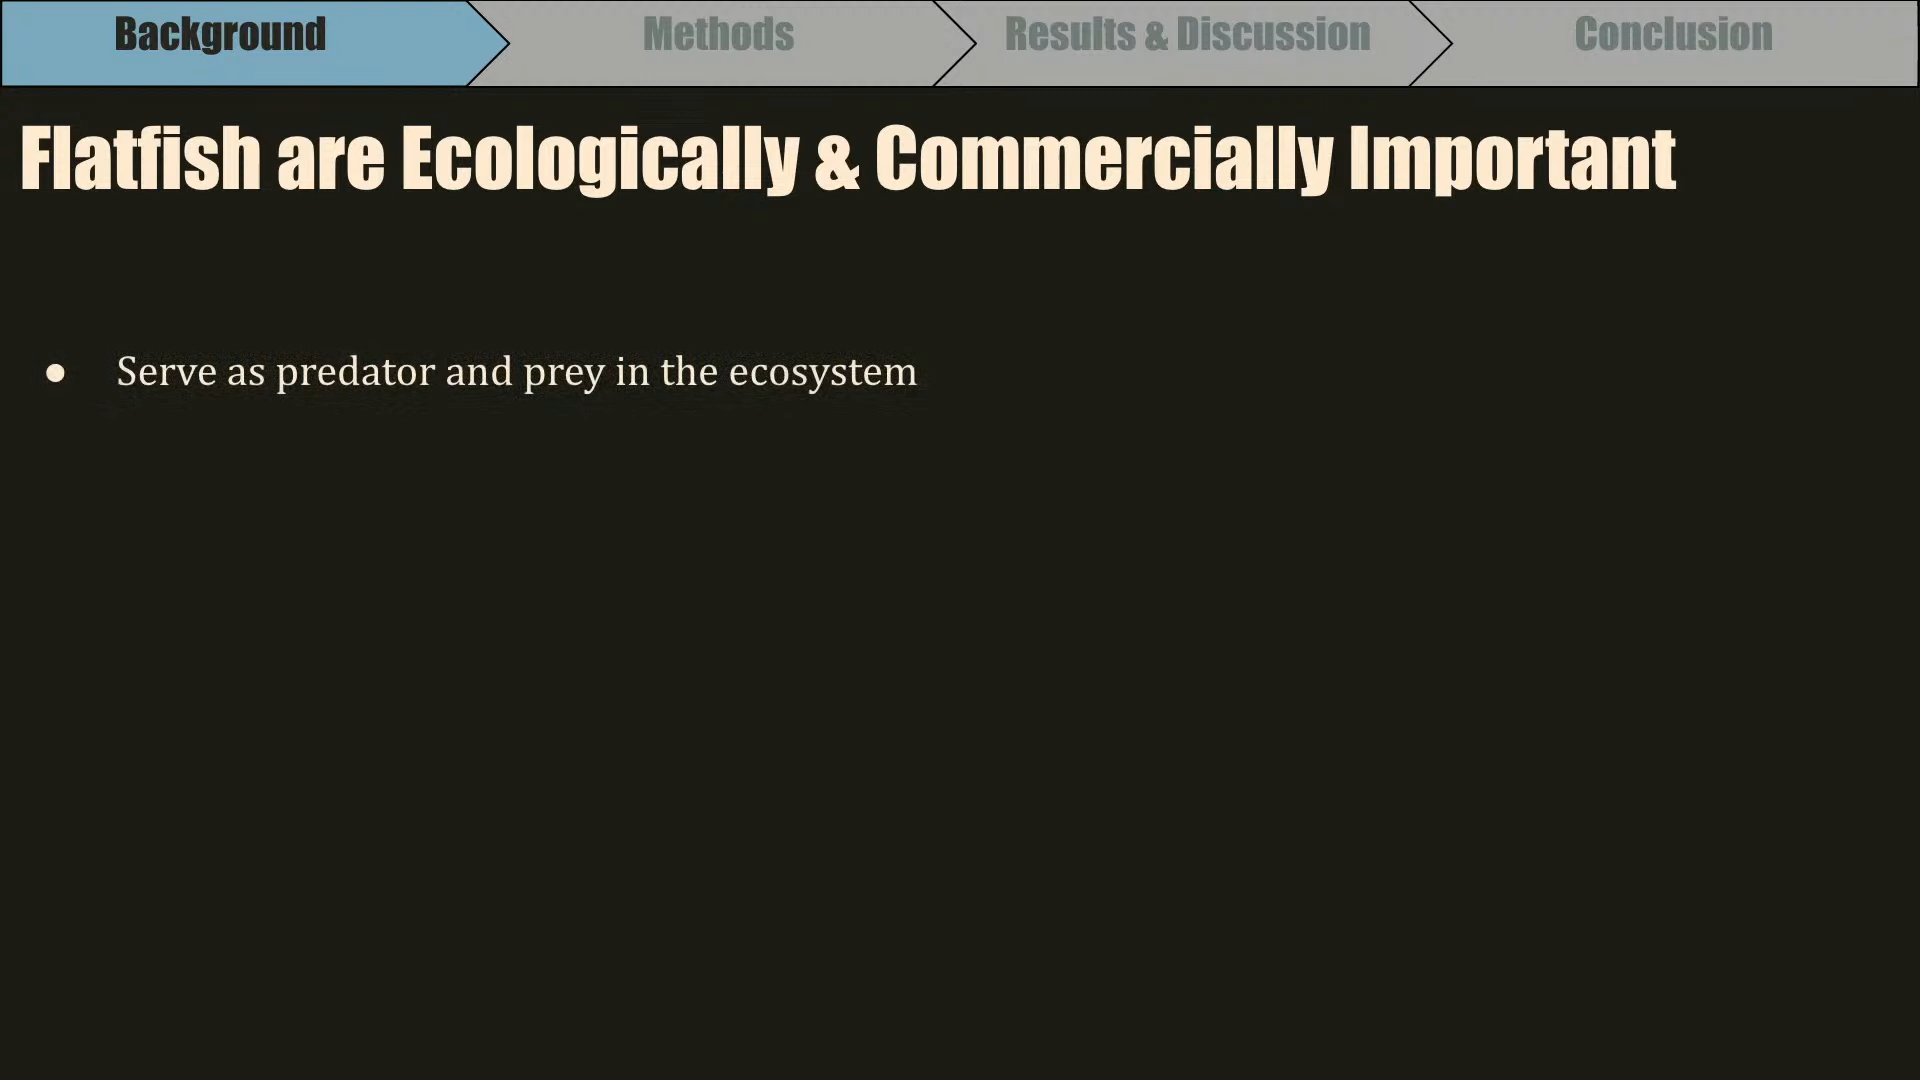 Background
Methods
Results & Discussion
Conclusion
Flatfish are Ecologically & Commercially Important
● Serve as predator and prey in the ecosystem